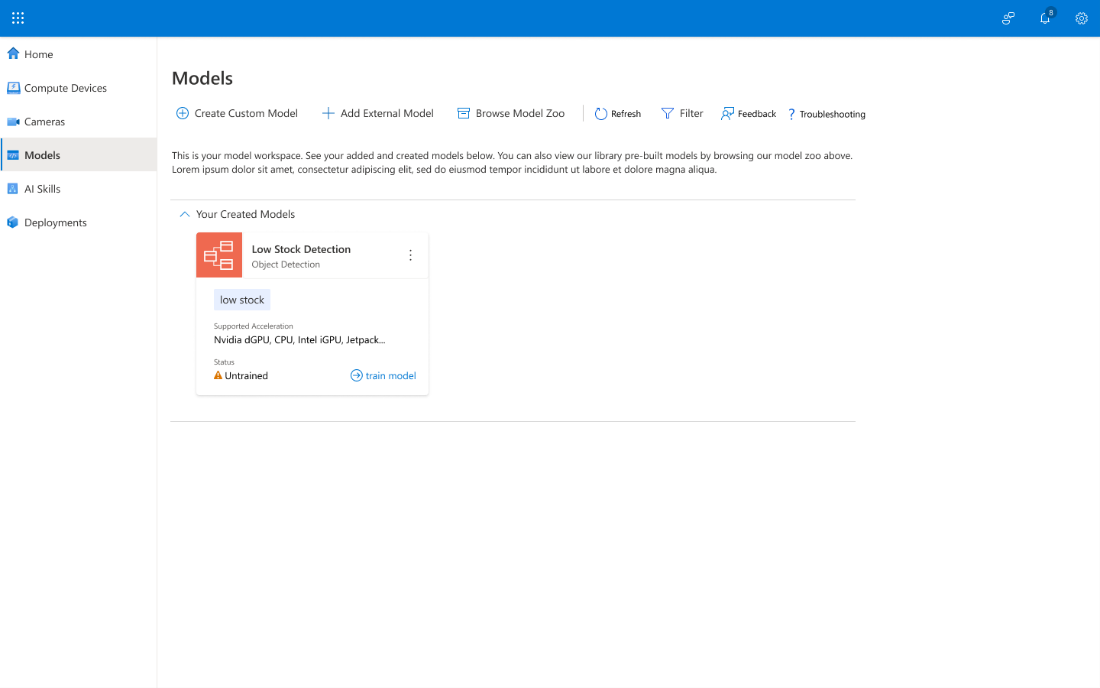 8
Home
Compute Devices
Cameras
Models
AI Skills
Deployments
Models
Create Custom Model
Add External Model
Browse Model Zoo
Refresh
Filter
Feedback
? Troubleshooting
This is your model workspace. See your added and created models below. You can also view our library pre-built models by browsing our model zoo above.
Lorem ipsum dolor sit amet, consectetur adipiscing elit, sed do eiusmod tempor incididunt ut labore et dolore magna aliqua.
Your Created Models
Low Stock Detection
Object Detection
low stock
Supported Acceleration
Nvidia dGPU, CPU, Intel iGPU, Jetpack...
Status
Untrained
train model